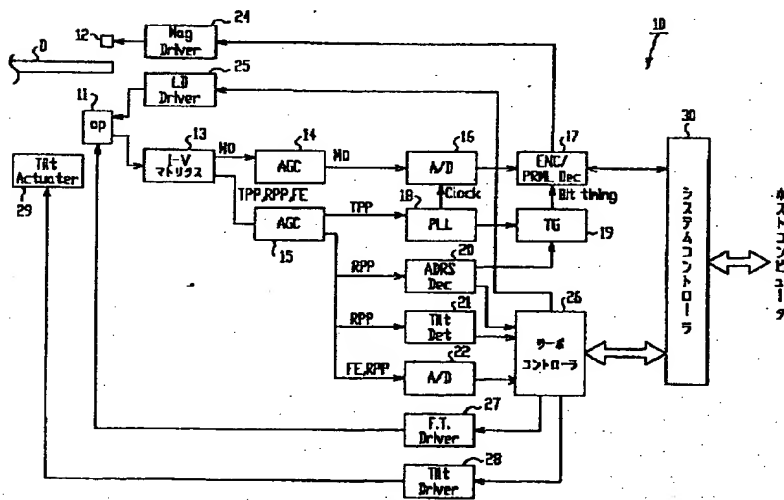 24
10
12
Mag
Driver
D
25
LD
Driver
11
op
13
I-V
マトリクス
MO
14
AGC
MO
16
A/D
17
ENC/
PRML Dec
30
システムコントローラ
ホストコンピュータ
Tilt
Actuater
29
TPP,RPP,FE
AGC
15
TPP
18
Clock
PLL
Bit timing
TG
19
RPP
20
ADRS
Dec
26
サーボ
コントローラ
RPP
21
Tilt
Det
FE,RPP
22
A/D
27
F.T.
Driver
28
Tilt
Driver